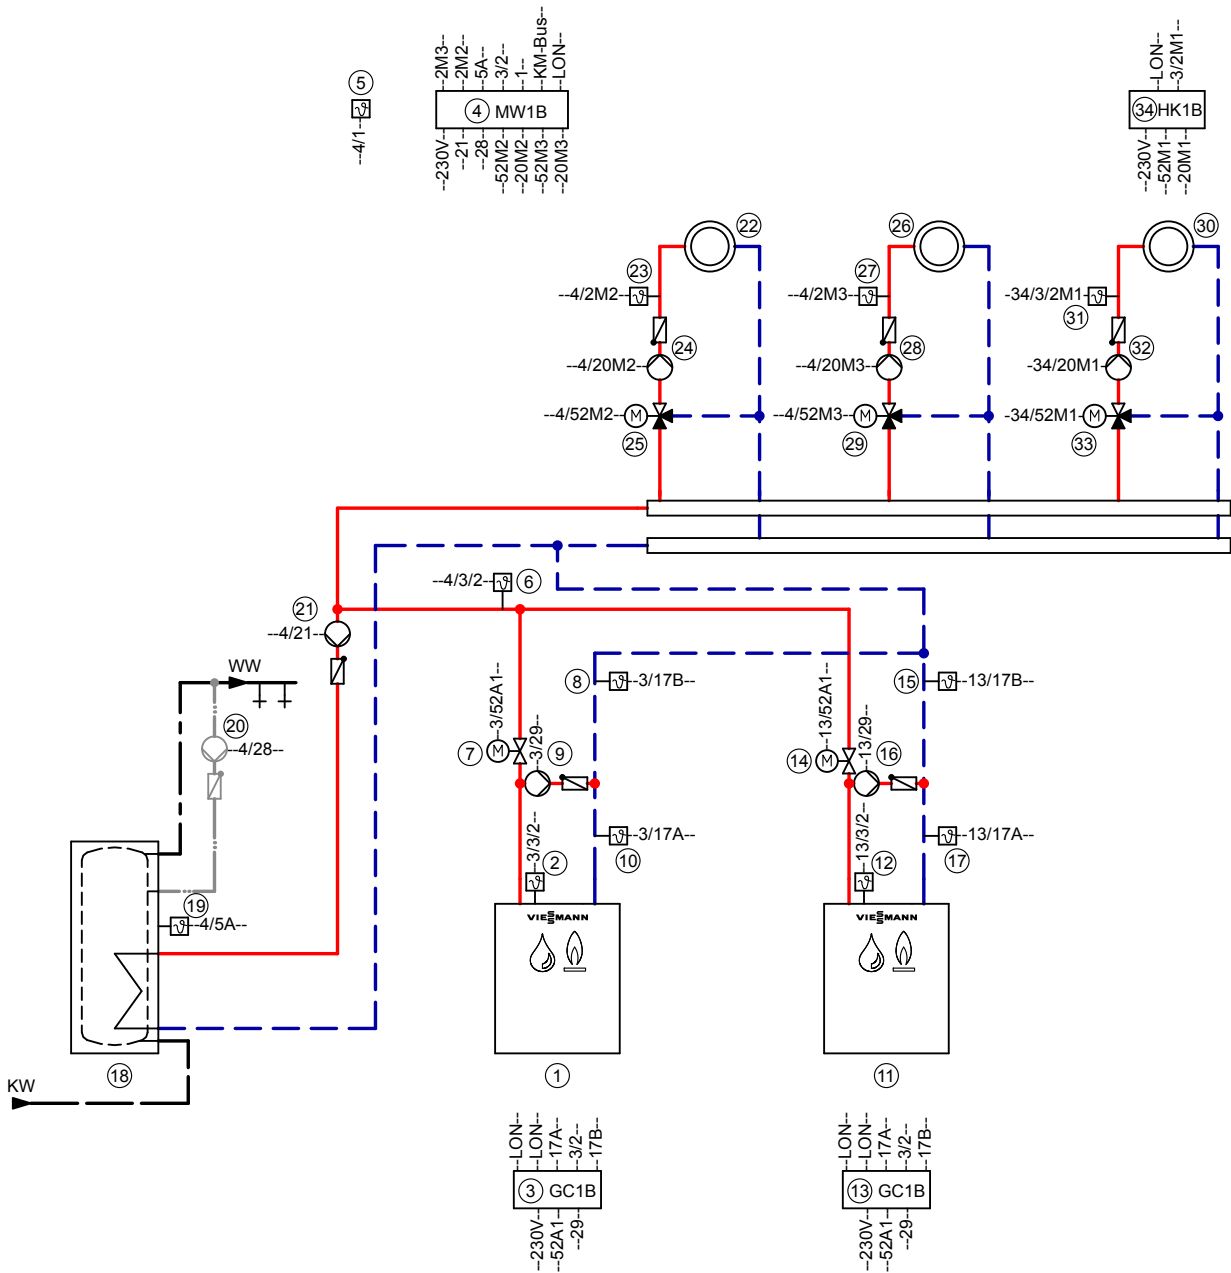 5
--4/1--
--2M3--
--2M2--
--5A--
--3/2--
--1--
--KM-Bus--
--LON--
4 MW1B
--230V--
--21--
--28--
--52M2--
--20M2--
--52M3--
--20M3--
--LON--
--3/2M1--
34 HK1B
--230V--
--52M1--
--20M1--
22
26
30
23
27
--4/2M2--
--4/2M3--
-34/3/2M1-
31
24
28
32
--4/20M2--
--4/20M3--
-34/20M1-
--4/52M2-- M
--4/52M3-- M
-34/52M1- M
25
29
33
--4/3/2-- 6
21
--4/21--
WW
8 --3/17B--
15 --13/17B--
--3/52A1--
--13/52A1--
20
--4/28--
7 M
--3/29--
9
14 M
--13/29--
16
--3/17A--
--13/17A--
--3/3/2--
2
10
--13/3/2--
12
17
19
--4/5A--
VIESMANN
VIESMANN
18
1
11
KW
--LON--
--LON--
--17A--
--3/2--
--17B--
3 GC1B
--230V--
--52A1--
--29--
--LON--
--LON--
--17A--
--3/2--
--17B--
13 GC1B
--230V--
--52A1--
--29--